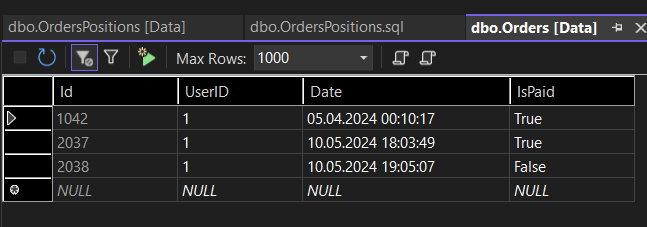 dbo.OrdersPositions [Data] dbo.OrdersPositions.sql dbo.Orders [Data]
Max Rows: 1000
Id UserID Date IsPaid
1042 1 05.04.2024 00:10:17 True
2037 1 10.05.2024 18:03:49 True
2038 1 10.05.2024 19:05:07 False
NULL NULL NULL NULL